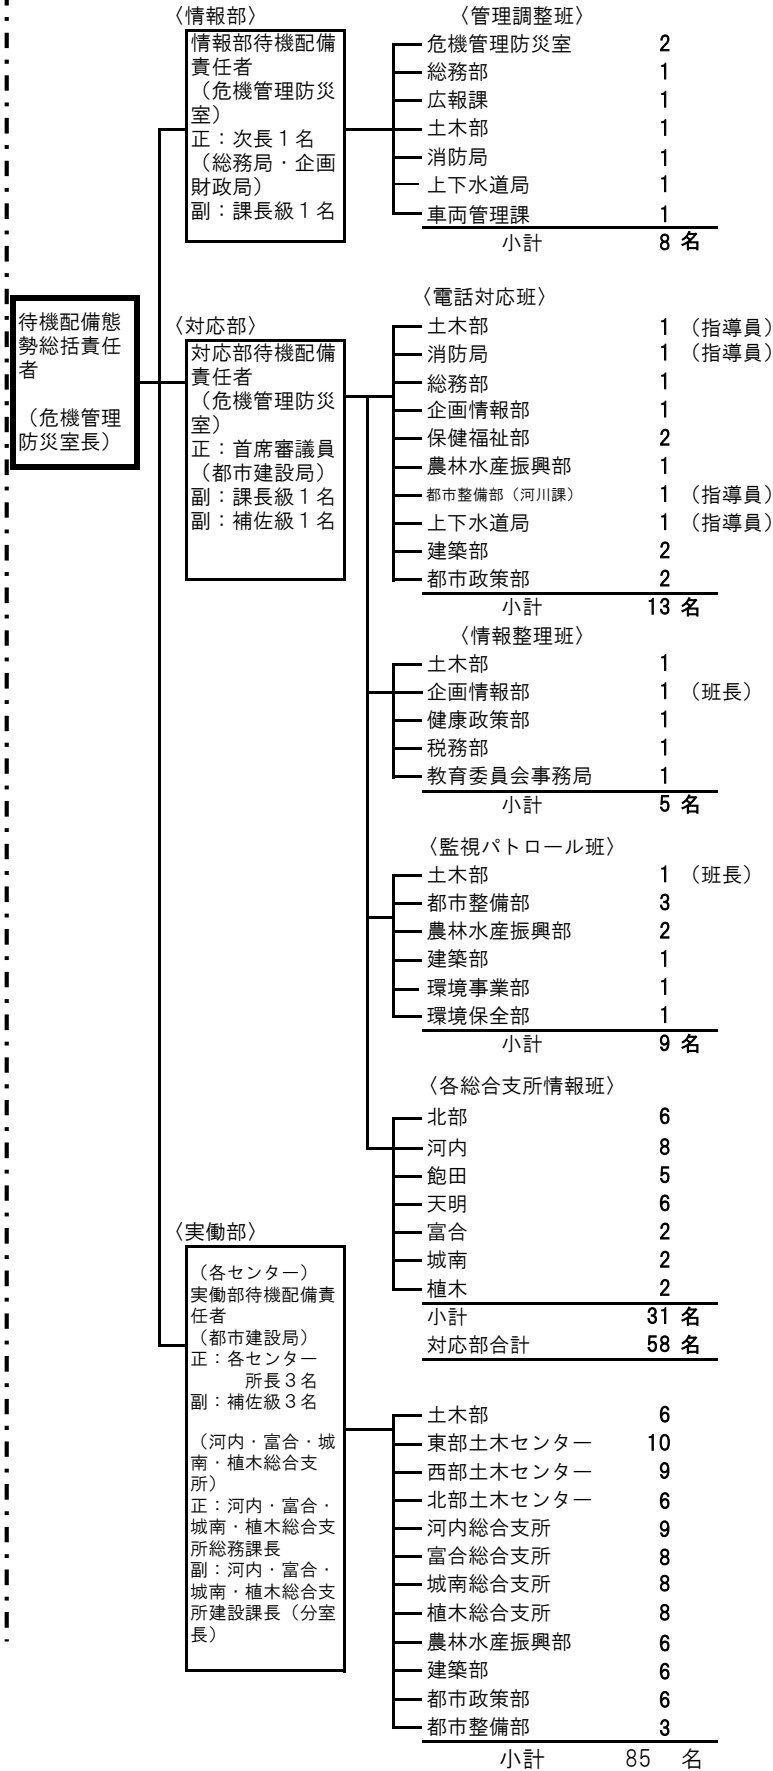 〈情報部〉
情報部待機配備
責任者
（危機管理防災
室）
正：次長１名
（総務局・企画
財政局）
副：課長級１名
〈管理調整班〉
危機管理防災室 2
総務部 1
広報課 1
土木部 1
消防局 1
上下水道局 1
車両管理課 1
小計 8 名
待機配備態
勢総括責任
者
（危機管理
防災室長）
〈対応部〉
対応部待機配備
責任者
（危機管理防災
室）
正：首席審議員
（都市建設局）
副：課長級１名
副：補佐級１名
〈電話対応班〉
土木部 1 （指導員）
消防局 1 （指導員）
総務部 1
企画情報部 1
保健福祉部 2
農林水産振興部 1
都市整備部（河川課） 1 （指導員）
上下水道局 1 （指導員）
建築部 2
都市政策部 2
小計 13 名
〈情報整理班〉
土木部 1
企画情報部 1 （班長）
健康政策部 1
税務部 1
教育委員会事務局 1
小計 5 名
〈監視パトロール班〉
土木部 1 （班長）
都市整備部 3
農林水産振興部 2
建築部 1
環境事業部 1
環境保全部 1
小計 9 名
〈各総合支所情報班〉
北部 6
河内 8
飽田 5
天明 6
富合 2
城南 2
植木 2
小計 31 名
対応部合計 58 名
〈実働部〉
（各センター）
実働部待機配備責
任者
（都市建設局）
正：各センター
所長３名
副：補佐級３名
（河内・富合・城
南・植木総合支
所）
正：河内・富合・
城南・植木総合支
所総務課長
副：河内・富合・
城南・植木総合支
所建設課長（分室
長）
土木部 6
東部土木センター 10
西部土木センター 9
北部土木センター 6
河内総合支所 9
富合総合支所 8
城南総合支所 8
植木総合支所 8
農林水産振興部 6
建築部 6
都市政策部 6
都市整備部 3
小計 85 名